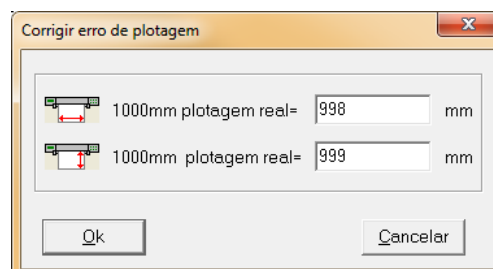 Corrigir erro de plotagem
1000mm plotagem real= 998 mm
1000mm plotagem real= 999 mm
Ok Cancelar